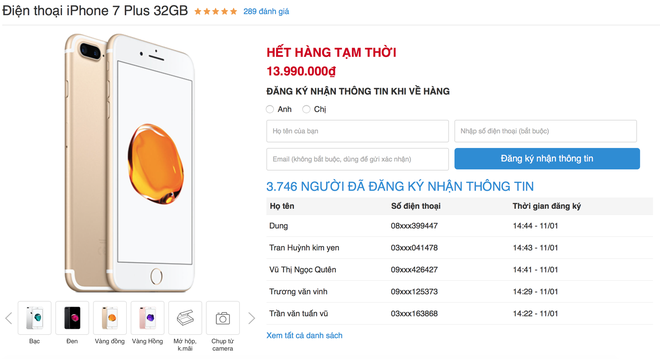 Điện thoại iPhone 7 Plus 32GB 289 đánh giá
HẾT HÀNG TẠM THỜI
13.990.000₫
ĐĂNG KÝ NHẬN THÔNG TIN KHI VỀ HÀNG
Anh Chị
Họ tên của bạn Nhập số điện thoại (bắt buộc)
Email (không bắt buộc, dùng để gửi xác nhận) Đăng ký nhận thông tin
3.746 NGƯỜI ĐÃ ĐĂNG KÝ NHẬN THÔNG TIN
Họ tên Số điện thoại Thời gian đăng ký
Dung 08xxx399447 14:44 - 11/01
Tran Huỳnh kim yen 03xxx041478 14:43 - 11/01
Vũ Thị Ngọc Qutên 09xxx426427 14:41 - 11/01
Trương văn vinh 09xxx125373 14:29 - 11/01
Trần văn tuấn vũ 03xxx163868 14:22 - 11/01
Xem tất cả danh sách
Bạc
Đen
Vàng đồng
Vàng Hồng
Mở hộp,
k.mãi
Chụp từ
camera